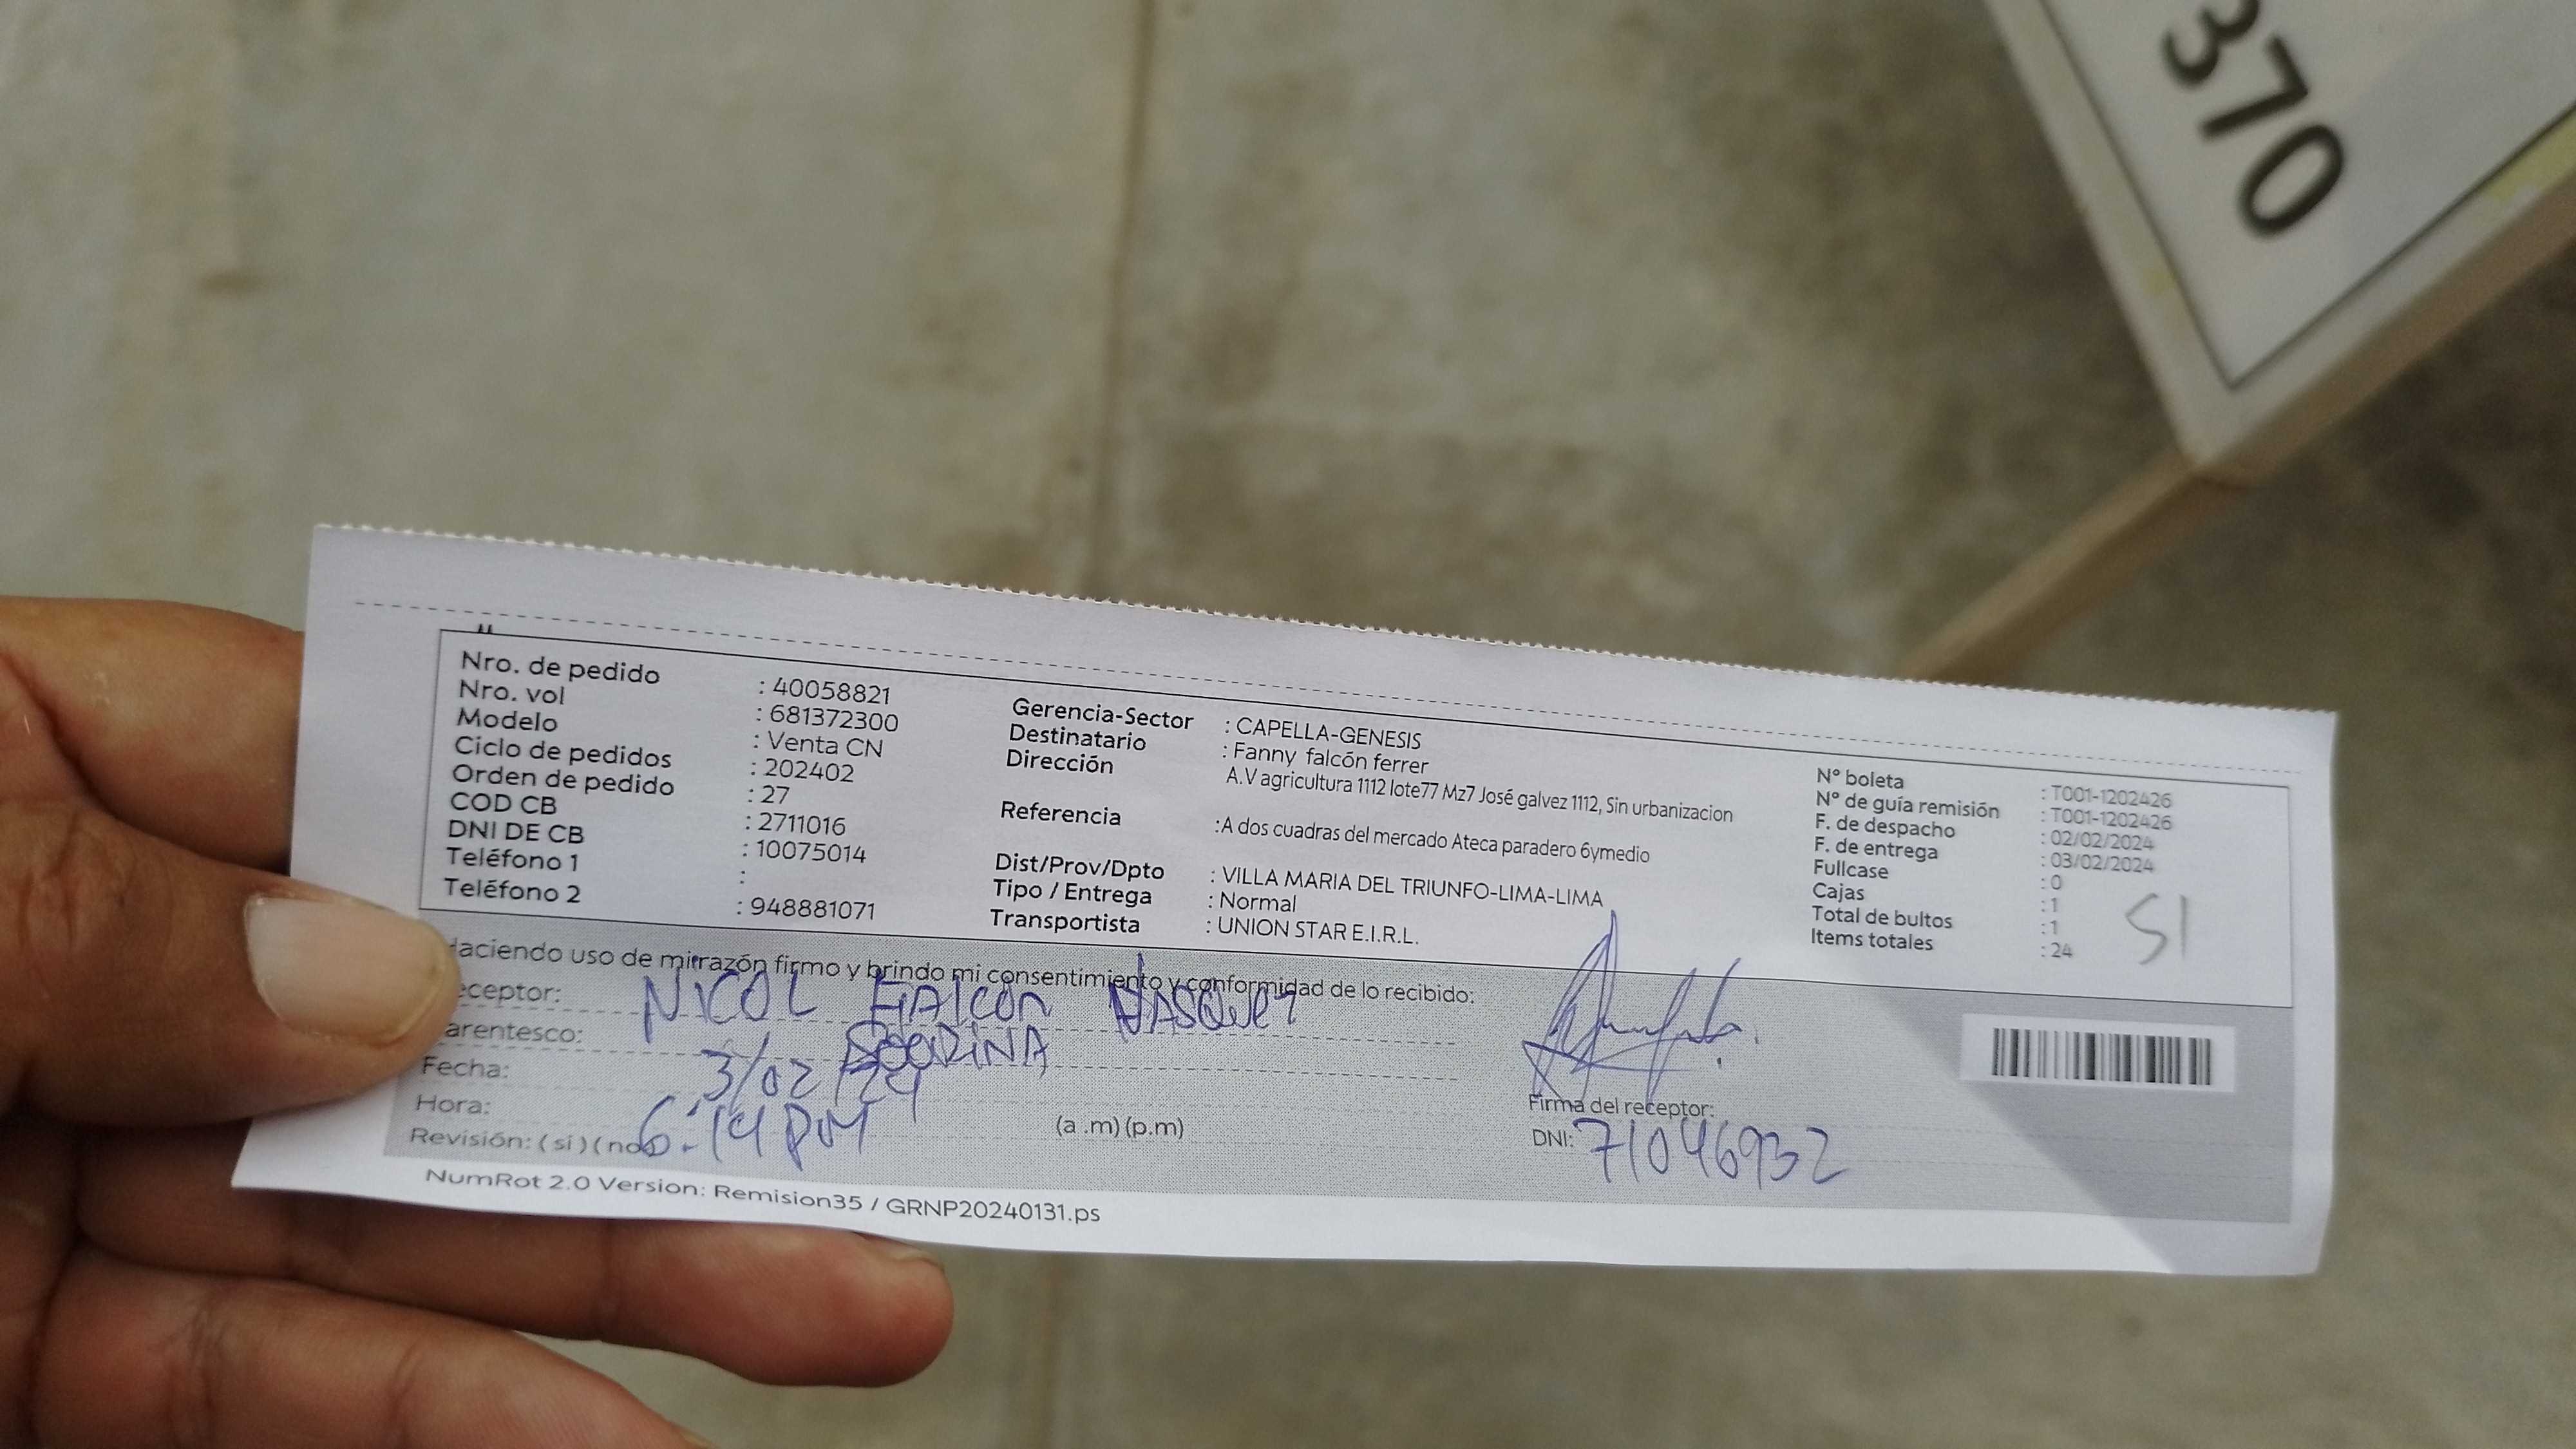 370
Nro. de pedido : 40058821
Nro. vol : 681372300
Modelo : Venta CN
Ciclo de pedidos : 202402
Orden de pedido : 27
COD CB : 2711016
DNI DE CB : 10075014
Teléfono 1 :
Teléfono 2 : 948881071
Gerencia-Sector : CAPELLA-GENESIS
Destinatario : Fanny falcón ferrer
Dirección A.V agricultura 1112 lote77 Mz7 José galvez 1112, Sin urbanizacion
Referencia :A dos cuadras del mercado Ateca paradero 6ymedio
Dist/Prov/Dpto : VILLA MARIA DEL TRIUNFO-LIMA-LIMA
Tipo / Entrega : Normal
Transportista : UNION STAR E.I.R.L.
N° boleta : T001-1202426
N° de guía remisión : T001-1202426
F. de despacho : 02/02/2024
F. de entrega : 03/02/2024
Fullcase : 0
Cajas : 1
Total de bultos : 1
Items totales : 24
SI
Haciendo uso de mi razón firmo y brindo mi consentimiento y conformidad de lo recibido:
eceptor: NICOL FALCON VASQUEZ
arentesco: SOBRINA
Fecha: 3/02/24
Hora: 6:14 PM (a .m) (p.m)
Revisión: ( si ) ( no
Firma del receptor:
DNI: 71046932
NumRot 2.0 Version: Remision35 / GRNP20240131.ps